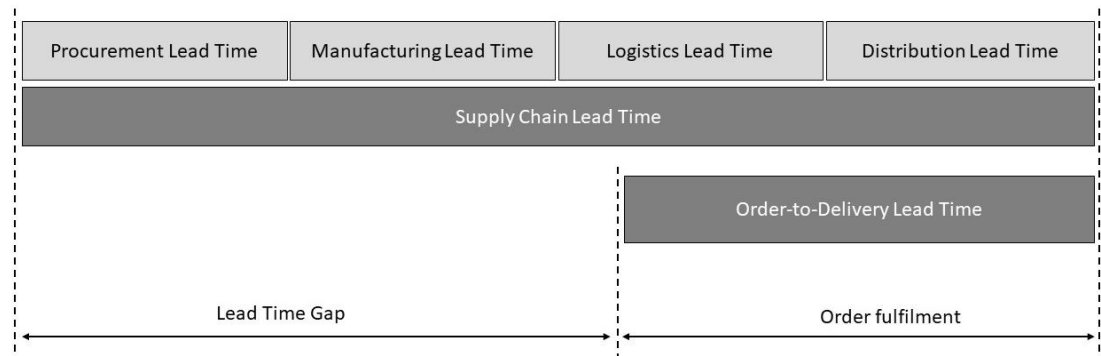 Procurement Lead Time
Manufacturing Lead Time
Logistics Lead Time
Distribution Lead Time
Supply Chain Lead Time
Order-to-Delivery Lead Time
Lead Time Gap
Order fulfilment